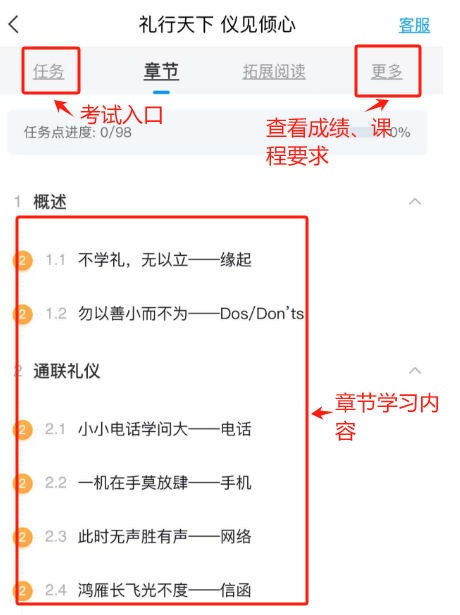 礼行天下 仪见倾心
客服
任务
章节
拓展阅读
更多
考试入口
任务点进度: 0/98
查看成绩、课
程要求
0%
1 概述
2 1.1 不学礼，无以立——缘起
2 1.2 勿以善小而不为——Dos/Don'ts
2 通联礼仪
章节学习内
容
2 2.1 小小电话学问大——电话
2 2.2 一机在手莫放肆——手机
2 2.3 此时无声胜有声——网络
2 2.4 鸿雁长飞光不度——信函